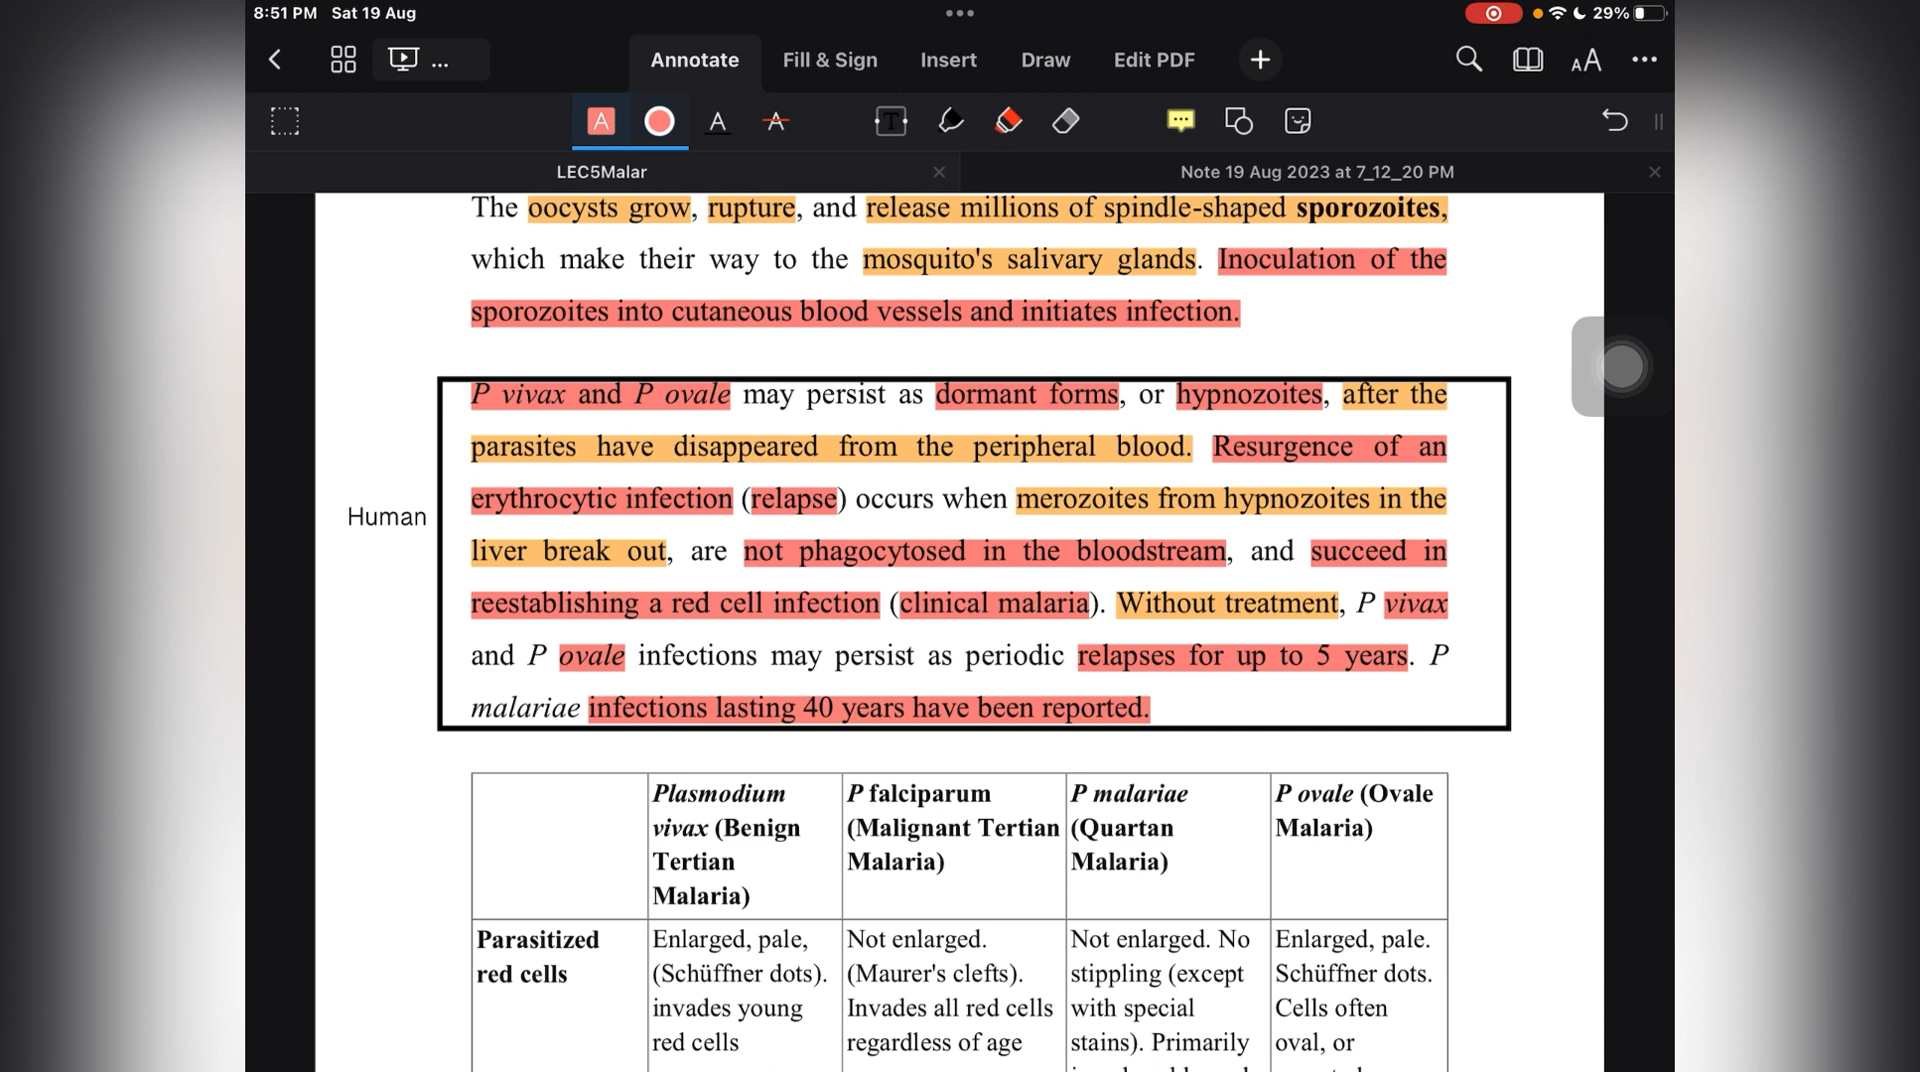 8:51 PM Sat 19 Aug
29%
...
Annotate
Fill & Sign
Insert
Draw
Edit PDF
AA
A
A
A
T
LEC5Malar
Note 19 Aug 2023 at 7_12_20 PM
The oocysts grow, rupture, and release millions of spindle-shaped sporozoites,
which make their way to the mosquito's salivary glands. Inoculation of the
sporozoites into cutaneous blood vessels and initiates infection.
Human
P vivax and P ovale may persist as dormant forms, or hypnozoites, after the
parasites have disappeared from the peripheral blood. Resurgence of an
erythrocytic infection (relapse) occurs when merozoites from hypnozoites in the
liver break out, are not phagocytosed in the bloodstream, and succeed in
reestablishing a red cell infection (clinical malaria). Without treatment, P vivax
and P ovale infections may persist as periodic relapses for up to 5 years. P
malariae infections lasting 40 years have been reported.
Plasmodium
vivax (Benign
Tertian
Malaria)
P falciparum
(Malignant Tertian
Malaria)
P malariae
(Quartan
Malaria)
P ovale (Ovale
Malaria)
Parasitized
red cells
Enlarged, pale,
(Schüffner dots).
invades young
red cells
Not enlarged.
(Maurer's clefts).
Invades all red cells
regardless of age
Not enlarged. No
stippling (except
with special
stains). Primarily
Enlarged, pale.
Schüffner dots.
Cells often
oval, or